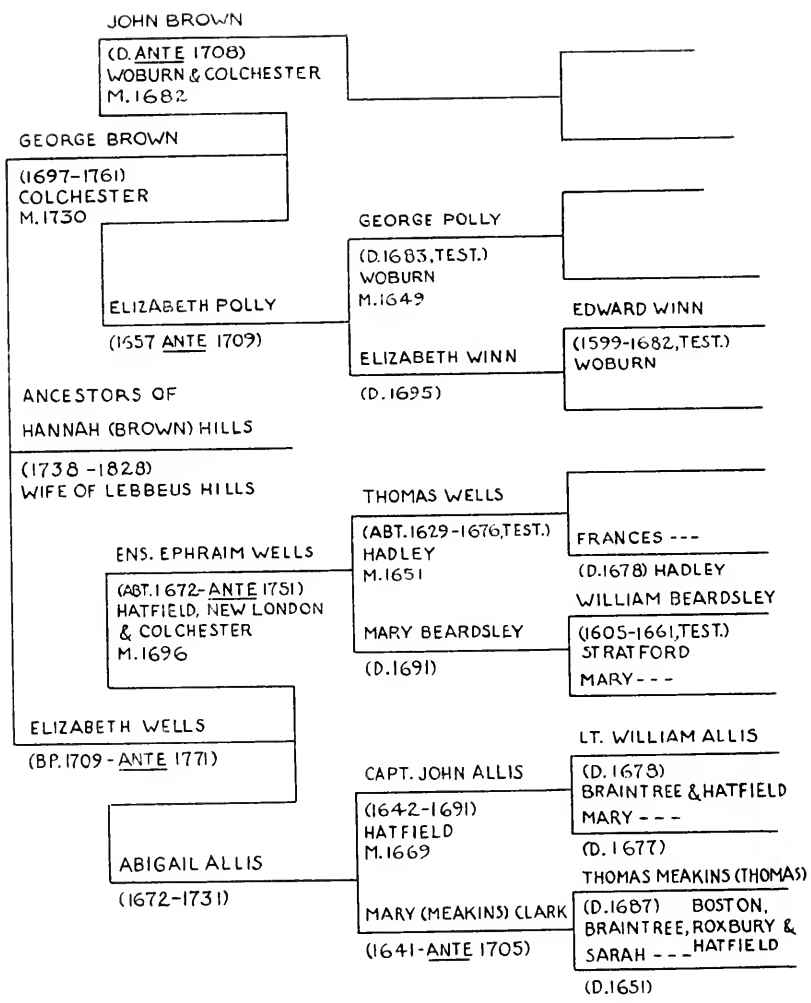 JOHN BROWN
(D. ANTE 1708)
WOBURN & COLCHESTER
M. 1682
GEORGE BROWN
(1697-1761)
COLCHESTER
M. 1730
GEORGE POLLY
(D. 1683, TEST.)
WOBURN
M. 1649
ELIZABETH POLLY
(1657 ANTE 1709)
EDWARD WINN
(1599-1682, TEST.)
WOBURN
ELIZABETH WINN
(D. 1695)
ANCESTORS OF
HANNAH (BROWN) HILLS
(1738-1828)
WIFE OF LEBBEUS HILLS
THOMAS WELLS
(ABT. 1629-1676, TEST.)
HADLEY
M. 1651
FRANCES ---
(D. 1678) HADLEY
ENS. EPHRAIM WELLS
(ABT. 1672-ANTE 1751)
HATFIELD, NEW LONDON
& COLCHESTER
M. 1696
WILLIAM BEARDSLEY
(1605-1661, TEST.)
STRATFORD
MARY ---
MARY BEARDSLEY
(D. 1691)
ELIZABETH WELLS
(BP. 1709 - ANTE 1771)
LT. WILLIAM ALLIS
(D. 1678)
BRAINTREE & HATFIELD
MARY ---
(D. 1677)
CAPT. JOHN ALLIS
(1642-1691)
HATFIELD
M. 1669
ABIGAIL ALLIS
(1672-1731)
THOMAS MEAKINS (THOMAS)
(D. 1687) BOSTON,
BRAINTREE, ROXBURY &
HATFIELD
SARAH ---
(D. 1651)
MARY (MEAKINS) CLARK
(1641-ANTE 1705)